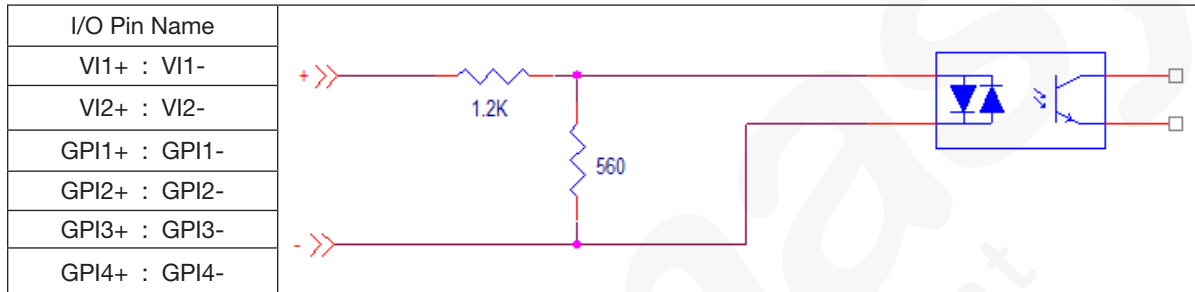 I/O Pin Name
VI1+ : VI1-
VI2+ : VI2-
GPI1+ : GPI1-
GPI2+ : GPI2-
GPI3+ : GPI3-
GPI4+ : GPI4-
+
1.2K
560
-